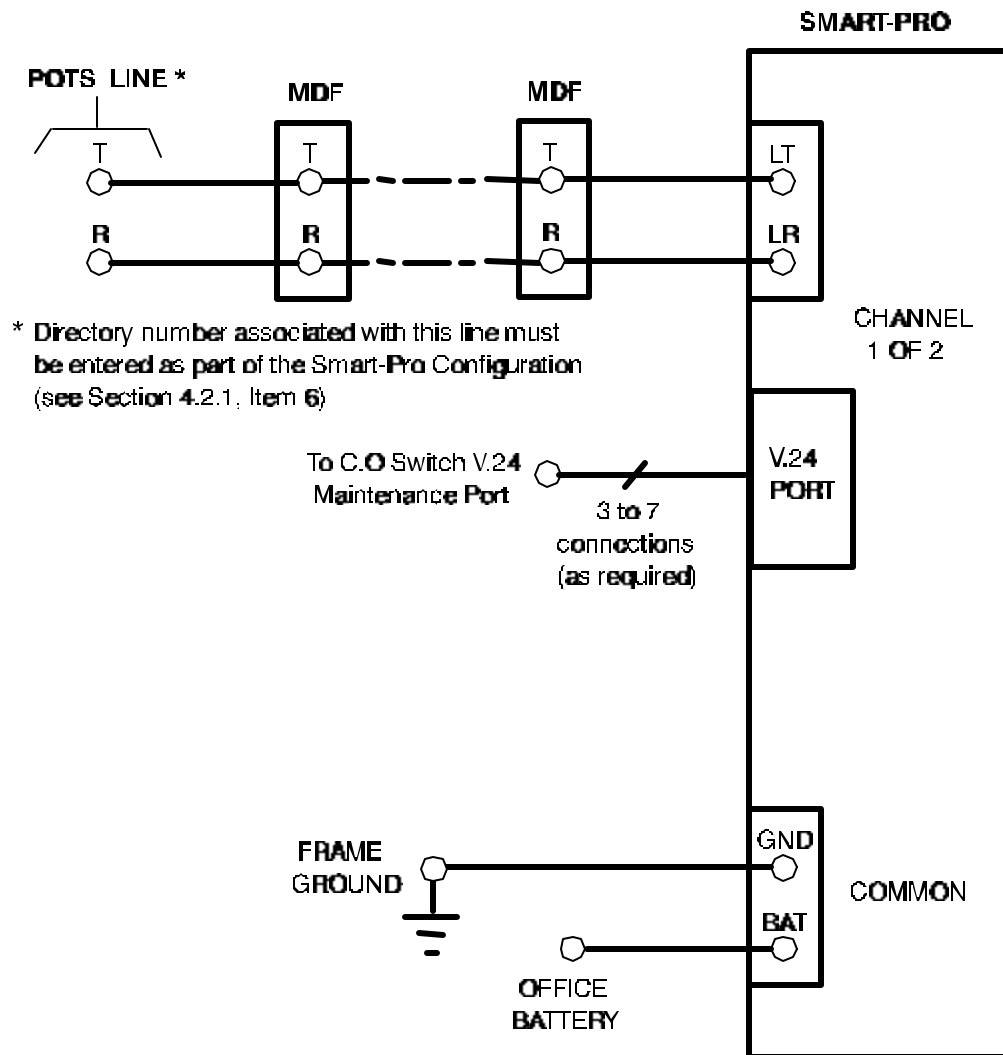 SMART-PRO
POTS LINE *
MDF
MDF
T
T
T
LT
R
R
R
LR
* Directory number associated with this line must
be entered as part of the Smart-Pro Configuration
(see Section 4.2.1, Item 6)
CHANNEL
1 OF 2
To C.O Switch V.24
Maintenance Port
3 to 7
connections
(as required)
V.24
PORT
FRAME
GROUND
GND
COMMON
BAT
OFFICE
BATTERY